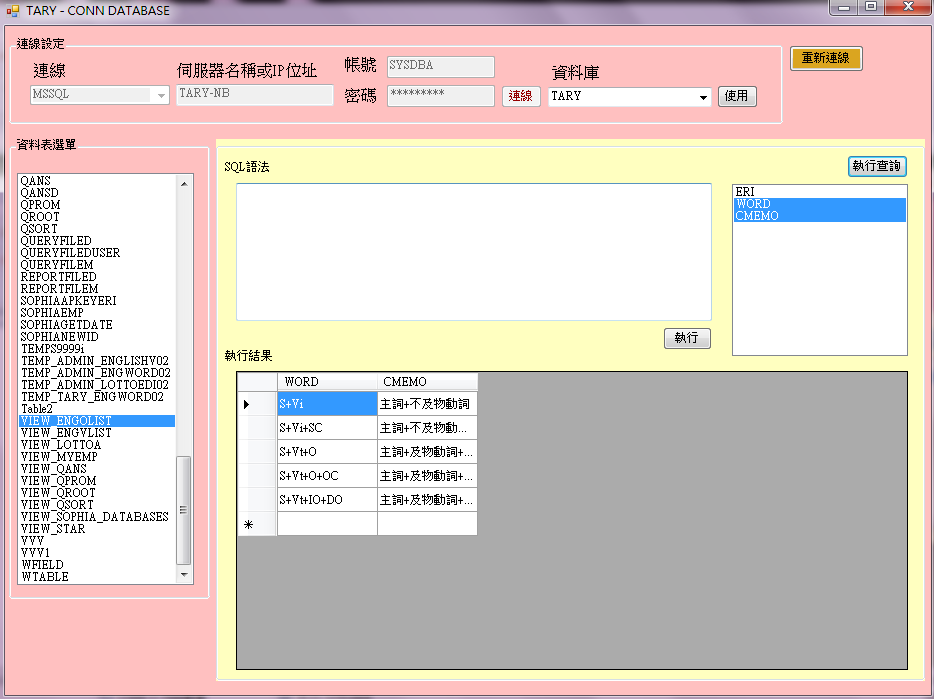 TARY - CONN DATABASE
連線設定
連線
伺服器名稱或IP位址
帳號
SYSDBA
資料庫
重新連線
MSSQL
TARY-NB
密碼
*********
連線
TARY
使用
資料表選單
QANS
QANSD
QPROM
QROOT
QSORT
QUERYFILED
QUERYFILEDUSER
QUERYFILEM
REPORTFILED
REPORTFILEM
SOPHIAAPKEYERI
SOPHIAEMP
SOPHIAGETDATE
SOPHIANEWID
TEMPS9999i
TEMP_ADMIN_ENGLISHV02
TEMP_ADMIN_ENGWORD02
TEMP_ADMIN_LOTTOEDI02
TEMP_TARY_ENGWORD02
Table2
VIEW_ENGOLIST
VIEW_ENGVLIST
VIEW_LOTTOA
VIEW_MYEMP
VIEW_QANS
VIEW_QPROM
VIEW_QROOT
VIEW_QSORT
VIEW_SOPHIA_DATABASES
VIEW_STAR
VVV
VVV1
WFIELD
WTABLE
SQL語法
執行查詢
ERI
WORD
CMEMO
執行
執行結果
WORD CMEMO
S+Vi 主詞+不及物動詞
S+Vi+SC 主詞+不及物動...
S+Vt+O 主詞+及物動詞+...
S+Vt+O+OC 主詞+及物動詞+...
S+Vt+IO+DO 主詞+及物動詞+...